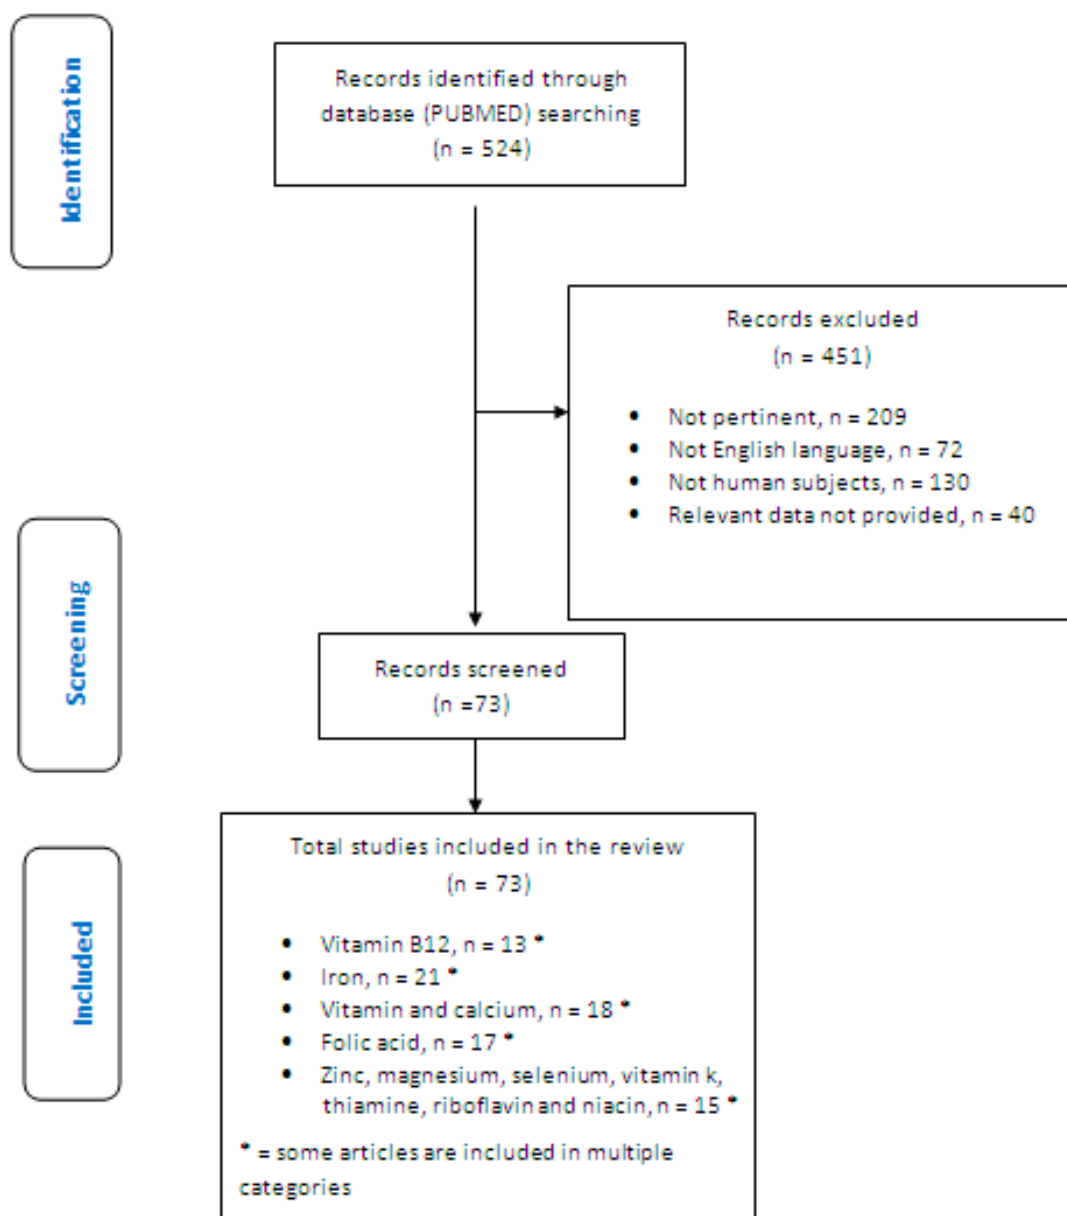 Identification
Records identified through
database (PUBMED) searching
(n = 524)
Records excluded
(n = 451)
• Not pertinent, n = 209
• Not English language, n = 72
• Not human subjects, n = 130
• Relevant data not provided, n = 40
Screening
Records screened
(n =73)
Included
Total studies included in the review
(n = 73)
• Vitamin B12, n = 13 *
• Iron, n = 21 *
• Vitamin and calcium, n = 18 *
• Folic acid, n = 17 *
• Zinc, magnesium, selenium, vitamin k,
thiamine, riboflavin and niacin, n = 15 *
* = some articles are included in multiple
categories